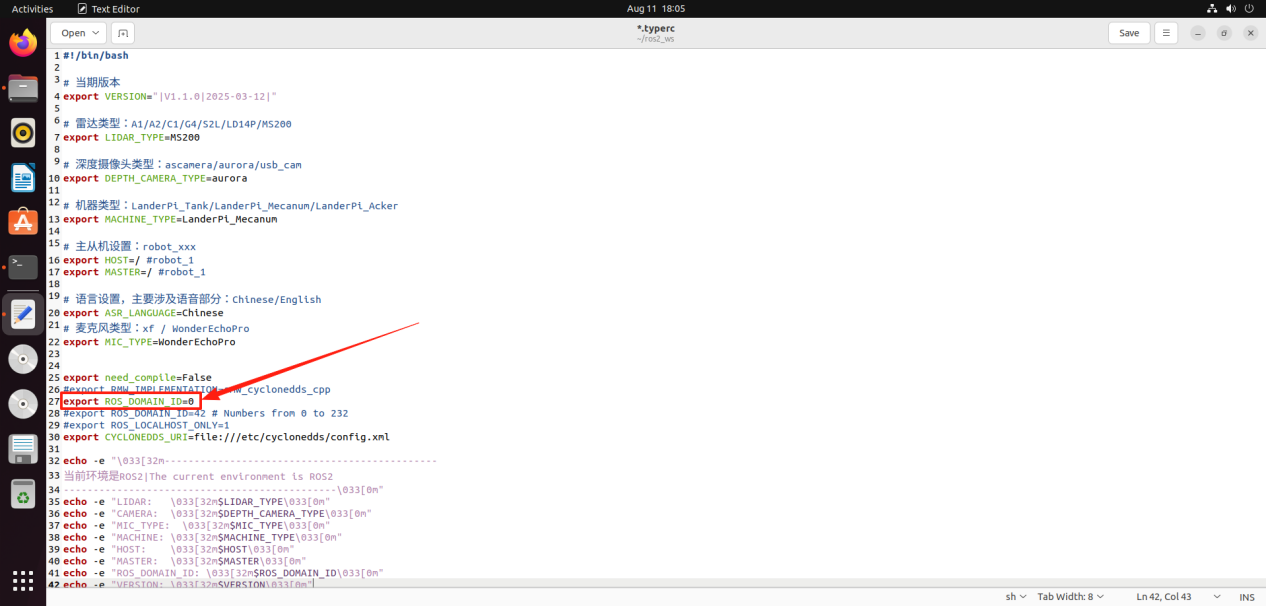 Activities Text Editor Aug 11 18:05
Open *.typerc Save
~/ros2_ws
1 #!/bin/bash
2
3 # 当期版本
4 export VERSION="|V1.1.0|2025-03-12|"
5
6 # 雷达类型：A1/A2/C1/G4/S2L/LD14P/MS200
7 export LIDAR_TYPE=MS200
8
9 # 深度摄像头类型：ascamera/aurora/usb_cam
10 export DEPTH_CAMERA_TYPE=aurora
11
12 # 机器类型：LanderPi_Tank/LanderPi_Mecanum/LanderPi_Acker
13 export MACHINE_TYPE=LanderPi_Mecanum
14
15 # 主从机设置：robot_xxx
16 export HOST=/ #robot_1
17 export MASTER=/ #robot_1
18
19 # 语言设置，主要涉及语音部分：Chinese/English
20 export ASR_LANGUAGE=Chinese
21 # 麦克风类型：xf / WonderEchoPro
22 export MIC_TYPE=WonderEchoPro
23
24
25 export need_compile=False
26 #export RMW_IMPLEMENTATION=rmw_cyclonedds_cpp
27 export ROS_DOMAIN_ID=0
28 #export ROS_DOMAIN_ID=42 # Numbers from 0 to 232
29 #export ROS_LOCALHOST_ONLY=1
30 export CYCLONEDDS_URI=file:///etc/cyclonedds/config.xml
31
32 echo -e "\033[32m----------------------------------------------
33 当前环境是ROS2|The current environment is ROS2
34 ----------------------------------------------\033[0m"
35 echo -e "LIDAR:   \033[32m$LIDAR_TYPE\033[0m"
36 echo -e "CAMERA:  \033[32m$DEPTH_CAMERA_TYPE\033[0m"
37 echo -e "MIC_TYPE:  \033[32m$MIC_TYPE\033[0m"
38 echo -e "MACHINE: \033[32m$MACHINE_TYPE\033[0m"
39 echo -e "HOST:    \033[32m$HOST\033[0m"
40 echo -e "MASTER:  \033[32m$MASTER\033[0m"
41 echo -e "ROS_DOMAIN_ID: \033[32m$ROS_DOMAIN_ID\033[0m"
42 echo -e "VERSION: \033[32m$VERSION\033[0m"
sh Tab Width: 8 Ln 42, Col 43 INS